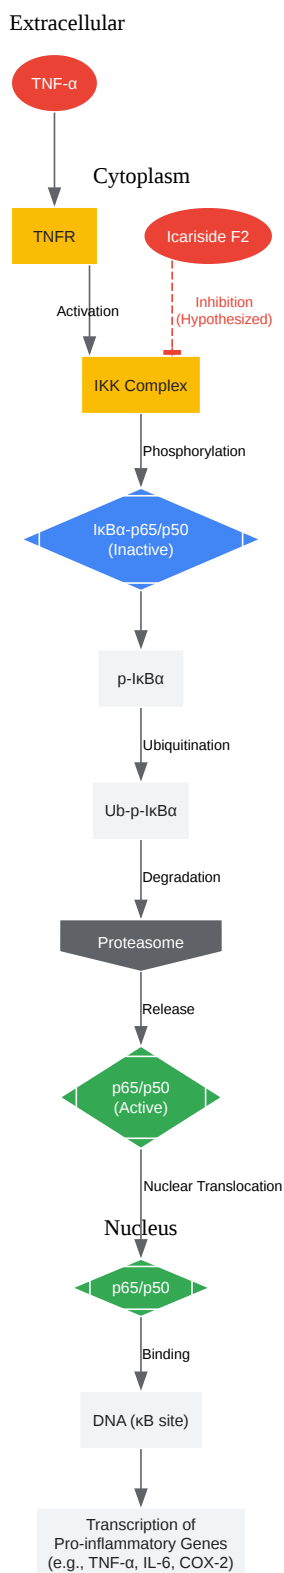 Extracellular
TNF-α
Cytoplasm
TNFR
Icariside F2
Inhibition
(Hypothesized)
Activation
IKK Complex
Phosphorylation
IκBα-p65/p50
(Inactive)
p-IκBα
Ubiquitination
Ub-p-IκBα
Degradation
Proteasome
Release
p65/p50
(Active)
Nuclear Translocation
Nucleus
p65/p50
Binding
DNA (κB site)
Transcription of
Pro-inflammatory Genes
(e.g., TNF-α, IL-6, COX-2)